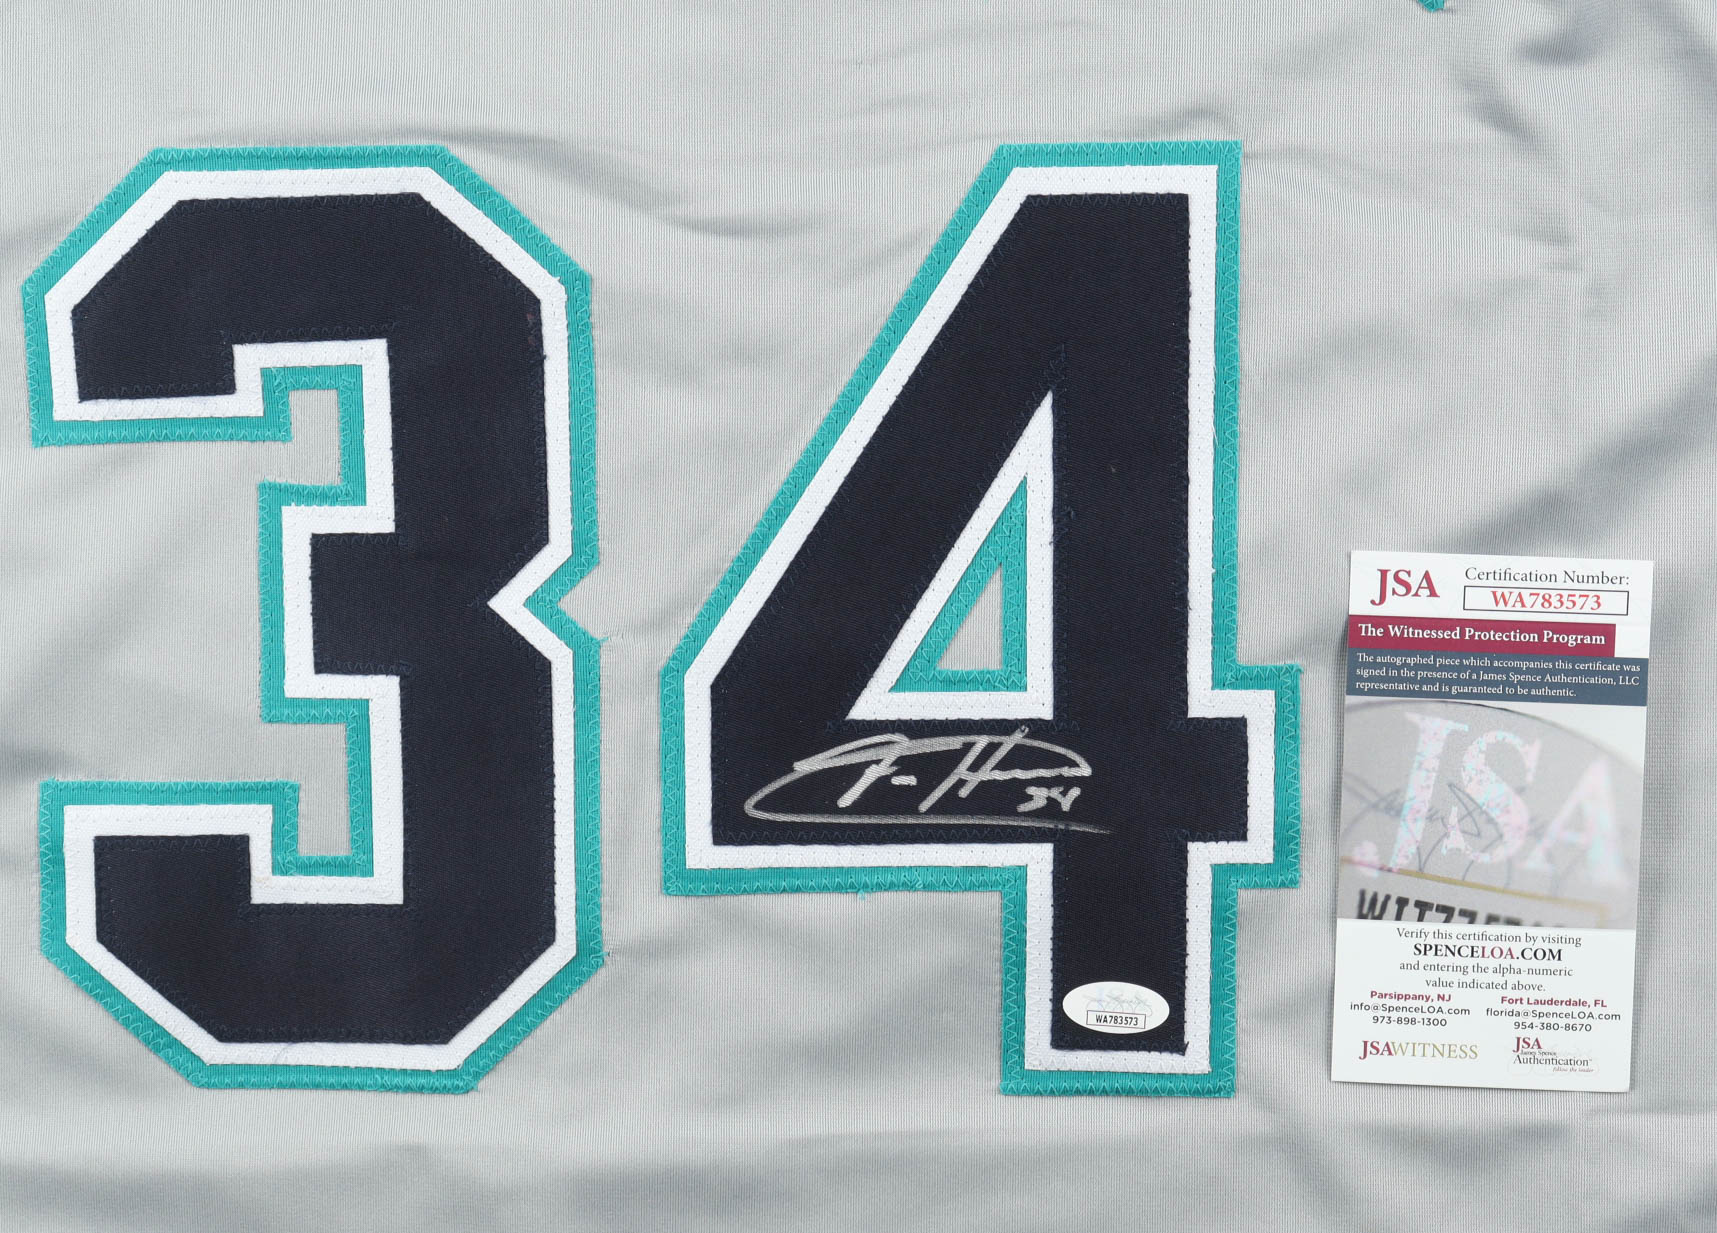 34
34
WA783573
JSA
Certification Number:
WA783573
The Witnessed Protection Program
The autographed piece which accompanies this certificate was
signed in the presence of a James Spence Authentication, LLC
representative and is guaranteed to be authentic.
JSA
Verify this certification by visiting
SPENCELOA.COM
and entering the alpha-numeric
value indicated above.
Parsippany, NJ
info@SpenceLOA.com
973-898-1300
Fort Lauderdale, FL
florida@SpenceLOA.com
954-380-8670
JSAWITNESS
JSA
James Spence
Authentication
follow the leader